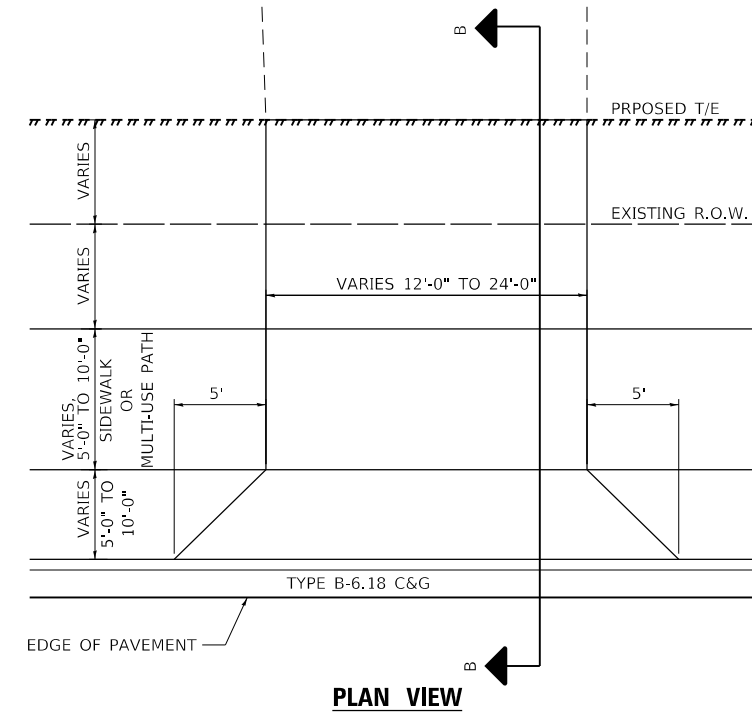 B
PRPOSED T/E
VARIES
EXISTING R.O.W.
VARIES
VARIES 12'-0" TO 24'-0"
VARIES,
5'-0" TO 10'-0"
SIDEWALK
OR
MULTI-USE PATH
5'
5'
VARIES
5'-0" TO
10'-0"
TYPE B-6.18 C&G
EDGE OF PAVEMENT
B
PLAN VIEW